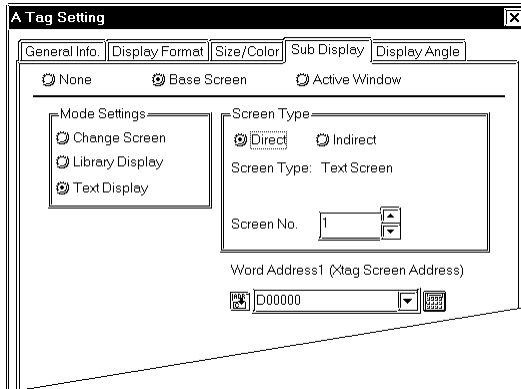 A Tag Setting
General Info. Display Format Size/Color Sub Display Display Angle
None Base Screen Active Window
Mode Settings
Change Screen
Library Display
Text Display
Screen Type
Direct Indirect
Screen Type: Text Screen
Screen No. 1
Word Address1 (Xtag Screen Address)
D00000